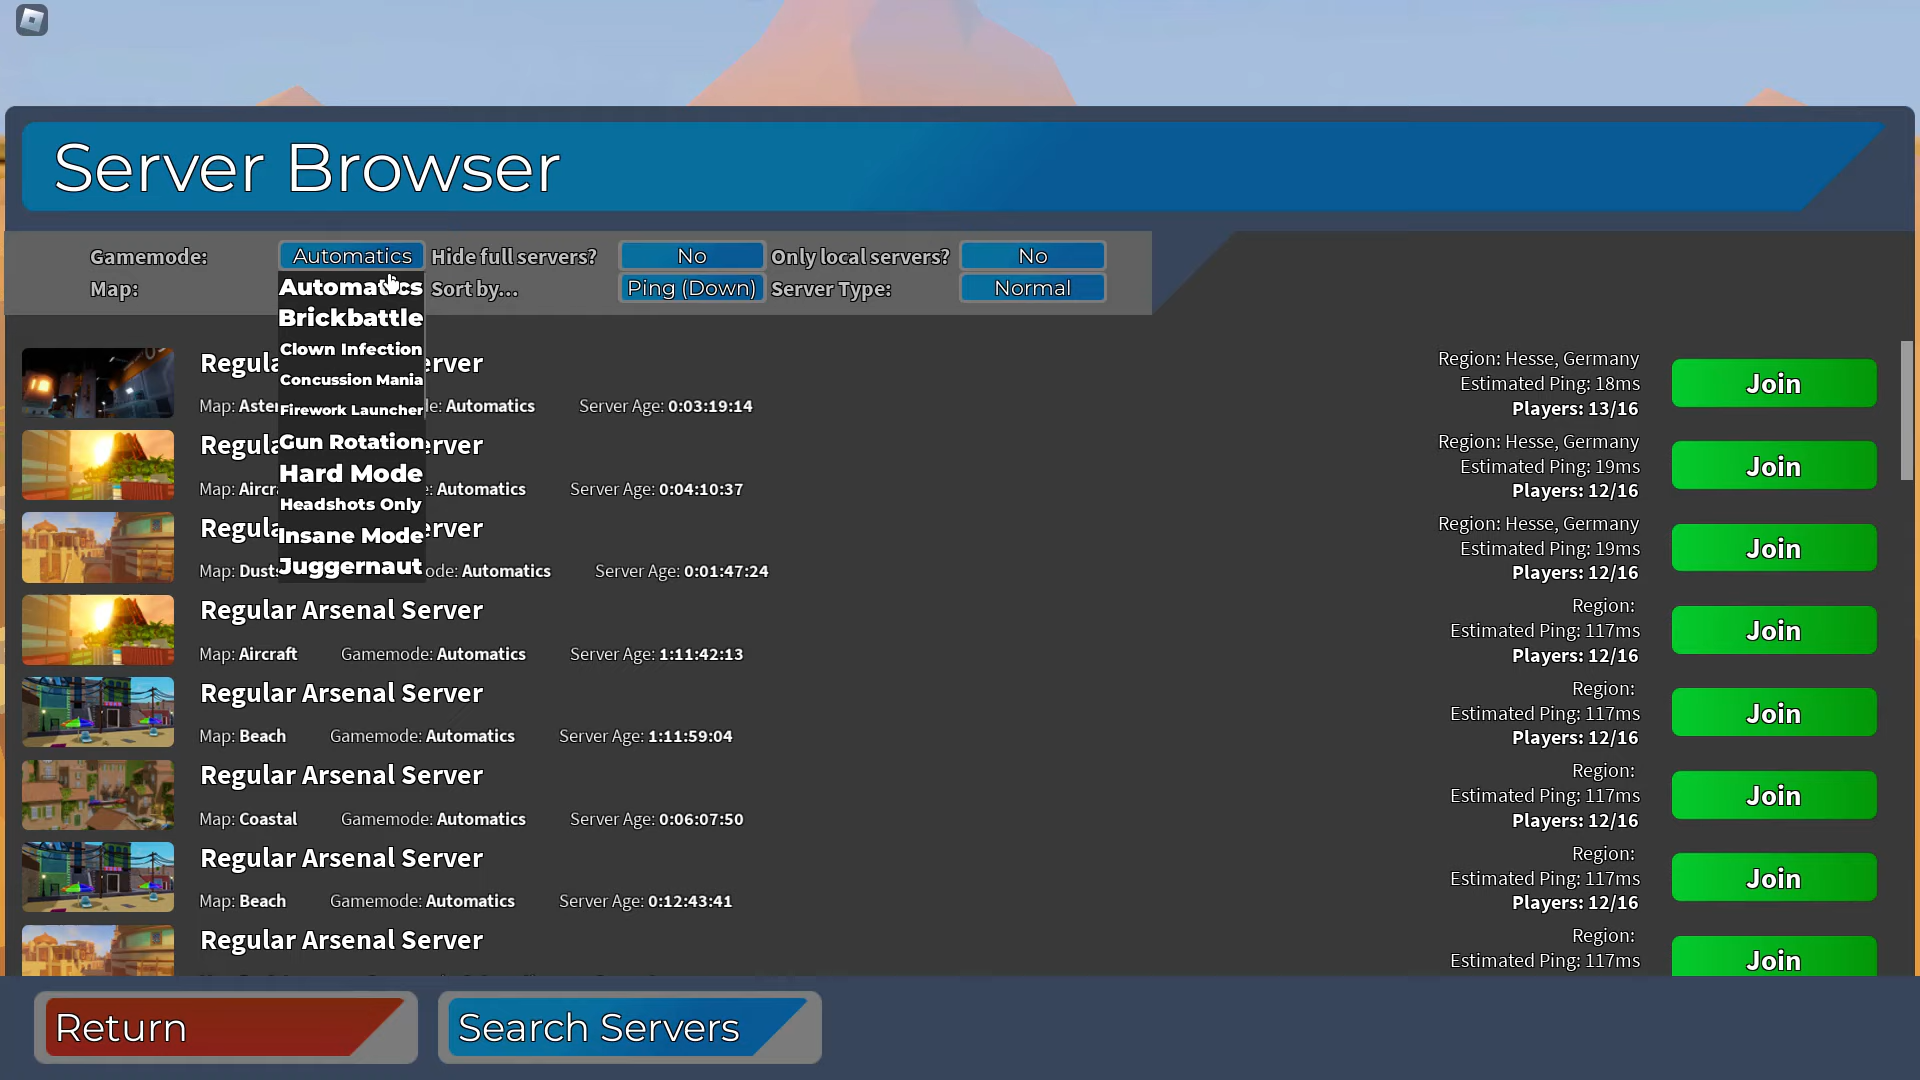 Server Browser
Gamemode: Automatics Hide full servers? No Only local servers? No
Map: Sort by... Ping (Down) Server Type: Normal
Automatics
Brickbattle
Clown Infection
Concussion Mania
Firework Launcher
Gun Rotation
Hard Mode
Headshots Only
Insane Mode
Juggernaut
Regula erver
Map: Aster le: Automatics Server Age: 0:03:19:14
Region: Hesse, Germany
Estimated Ping: 18ms
Players: 13/16
Join
Regula erver
Map: Aircr : Automatics Server Age: 0:04:10:37
Region: Hesse, Germany
Estimated Ping: 19ms
Players: 12/16
Join
Regula erver
Map: Dusts ode: Automatics Server Age: 0:01:47:24
Region: Hesse, Germany
Estimated Ping: 19ms
Players: 12/16
Join
Regular Arsenal Server
Map: Aircraft Gamemode: Automatics Server Age: 1:11:42:13
Region:
Estimated Ping: 117ms
Players: 12/16
Join
Regular Arsenal Server
Map: Beach Gamemode: Automatics Server Age: 1:11:59:04
Region:
Estimated Ping: 117ms
Players: 12/16
Join
Regular Arsenal Server
Map: Coastal Gamemode: Automatics Server Age: 0:06:07:50
Region:
Estimated Ping: 117ms
Players: 12/16
Join
Regular Arsenal Server
Map: Beach Gamemode: Automatics Server Age: 0:12:43:41
Region:
Estimated Ping: 117ms
Players: 12/16
Join
Regular Arsenal Server
Region:
Estimated Ping: 117ms
Join
Return
Search Servers